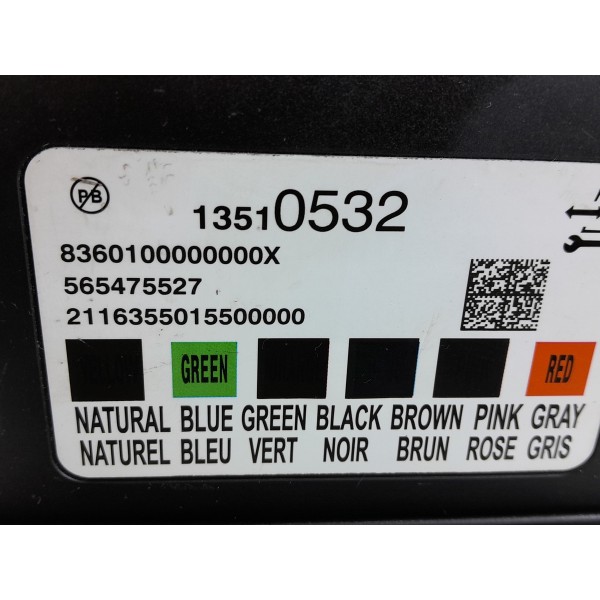 PB
13510532
8360100000000X
565475527
2116355015500000
GREEN RED
NATURAL BLUE GREEN BLACK BROWN PINK GRAY
NATUREL BLEU VERT NOIR BRUN ROSE GRIS